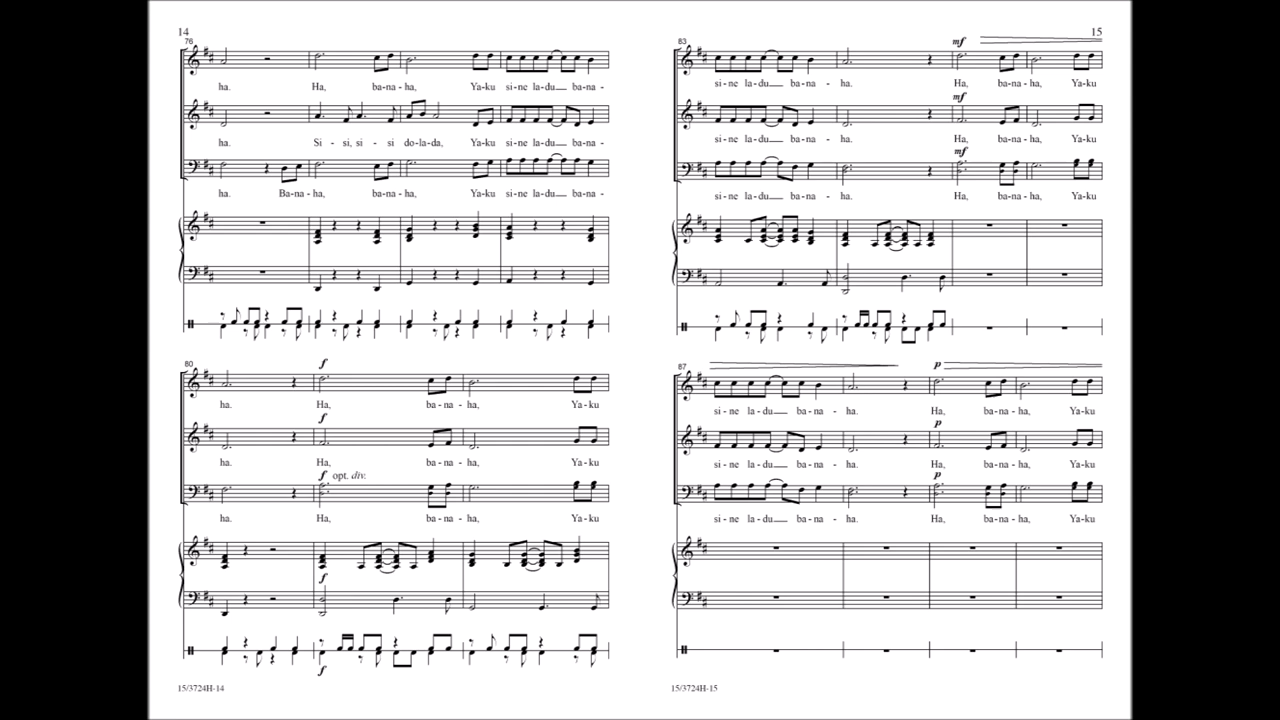 14
76
ha. Ha, ba - na - ha, Ya-ku si-ne la-du ba-na -
ha. Si - si, si - si do-la-da, Ya-ku si-ne la-du ba-na-
ha. Ba-na- ha, ba-na-ha, Ya-ku si-ne la-du ba-na-
80
f
ha. Ha, ba - na - ha, Ya-ku
f
ha. Ha, ba - na - ha, Ya-ku
f opt. div.
ha. Ha, ba - na - ha, Ya-ku
f
f
15/3724H-14
15
83
mf
si-ne la-du ba-na - ha. Ha, ba-na-ha, Ya-ku
mf
si-ne la-du ba-na - ha. Ha, ba-na-ha, Ya-ku
mf
si-ne la-du ba-na - ha. Ha, ba-na-ha, Ya-ku
87
p
si-ne la-du ba-na - ha. Ha, ba-na-ha, Ya-ku
p
si-ne la-du ba-na - ha. Ha, ba-na-ha, Ya-ku
p
si-ne la-du ba-na - ha. Ha, ba-na-ha, Ya-ku
15/3724H-15